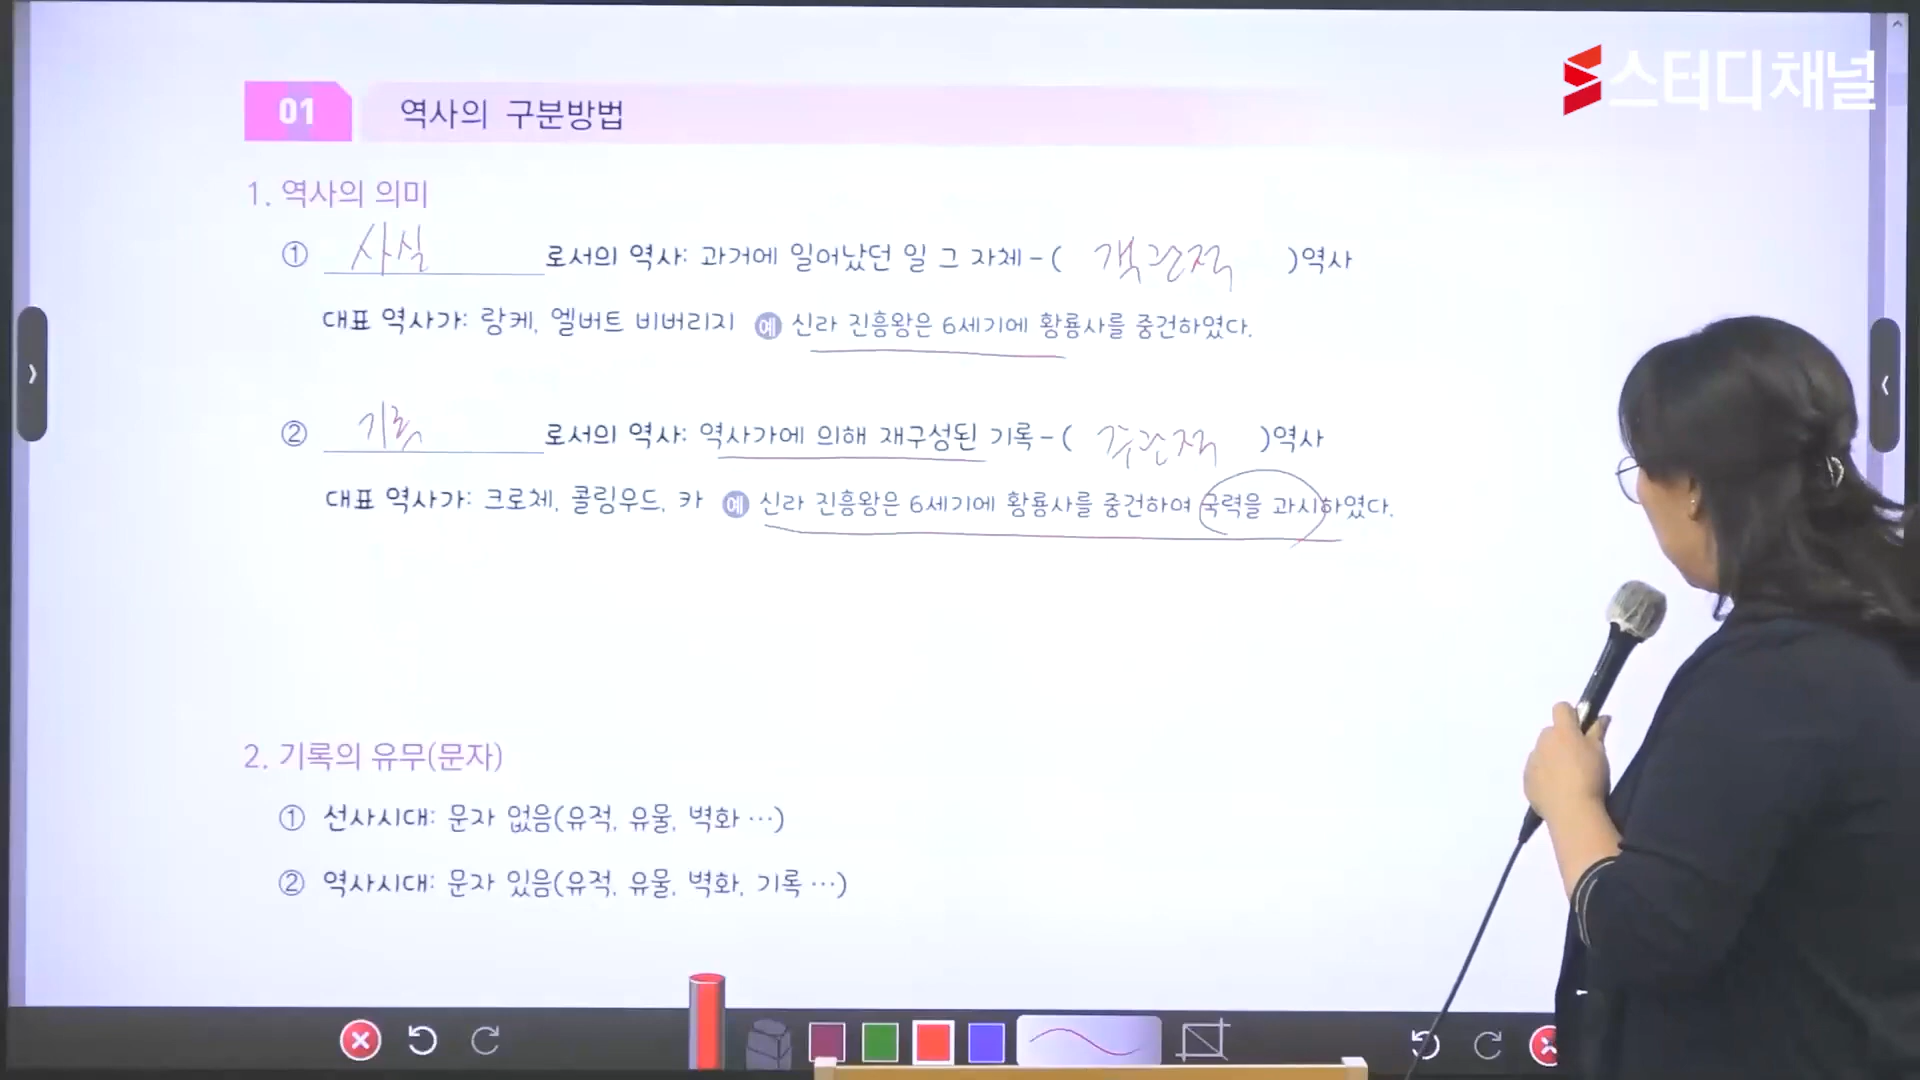 스터디채널
01 역사의 구분방법
1. 역사의 의미
① 사실로서의 역사: 과거에 일어났던 일 그 자체 - ( 객관적 )역사
대표 역사가: 랑케, 엘버트 비버리지 예 신라 진흥왕은 6세기에 황룡사를 중건하였다.
② 기록로서의 역사: 역사가에 의해 재구성된 기록 - ( 주관적 )역사
대표 역사가: 크로체, 콜링우드, 카 예 신라 진흥왕은 6세기에 황룡사를 중건하여 국력을 과시하였다.
2. 기록의 유무(문자)
① 선사시대: 문자 없음(유적, 유물, 벽화 …)
② 역사시대: 문자 있음(유적, 유물, 벽화, 기록 …)